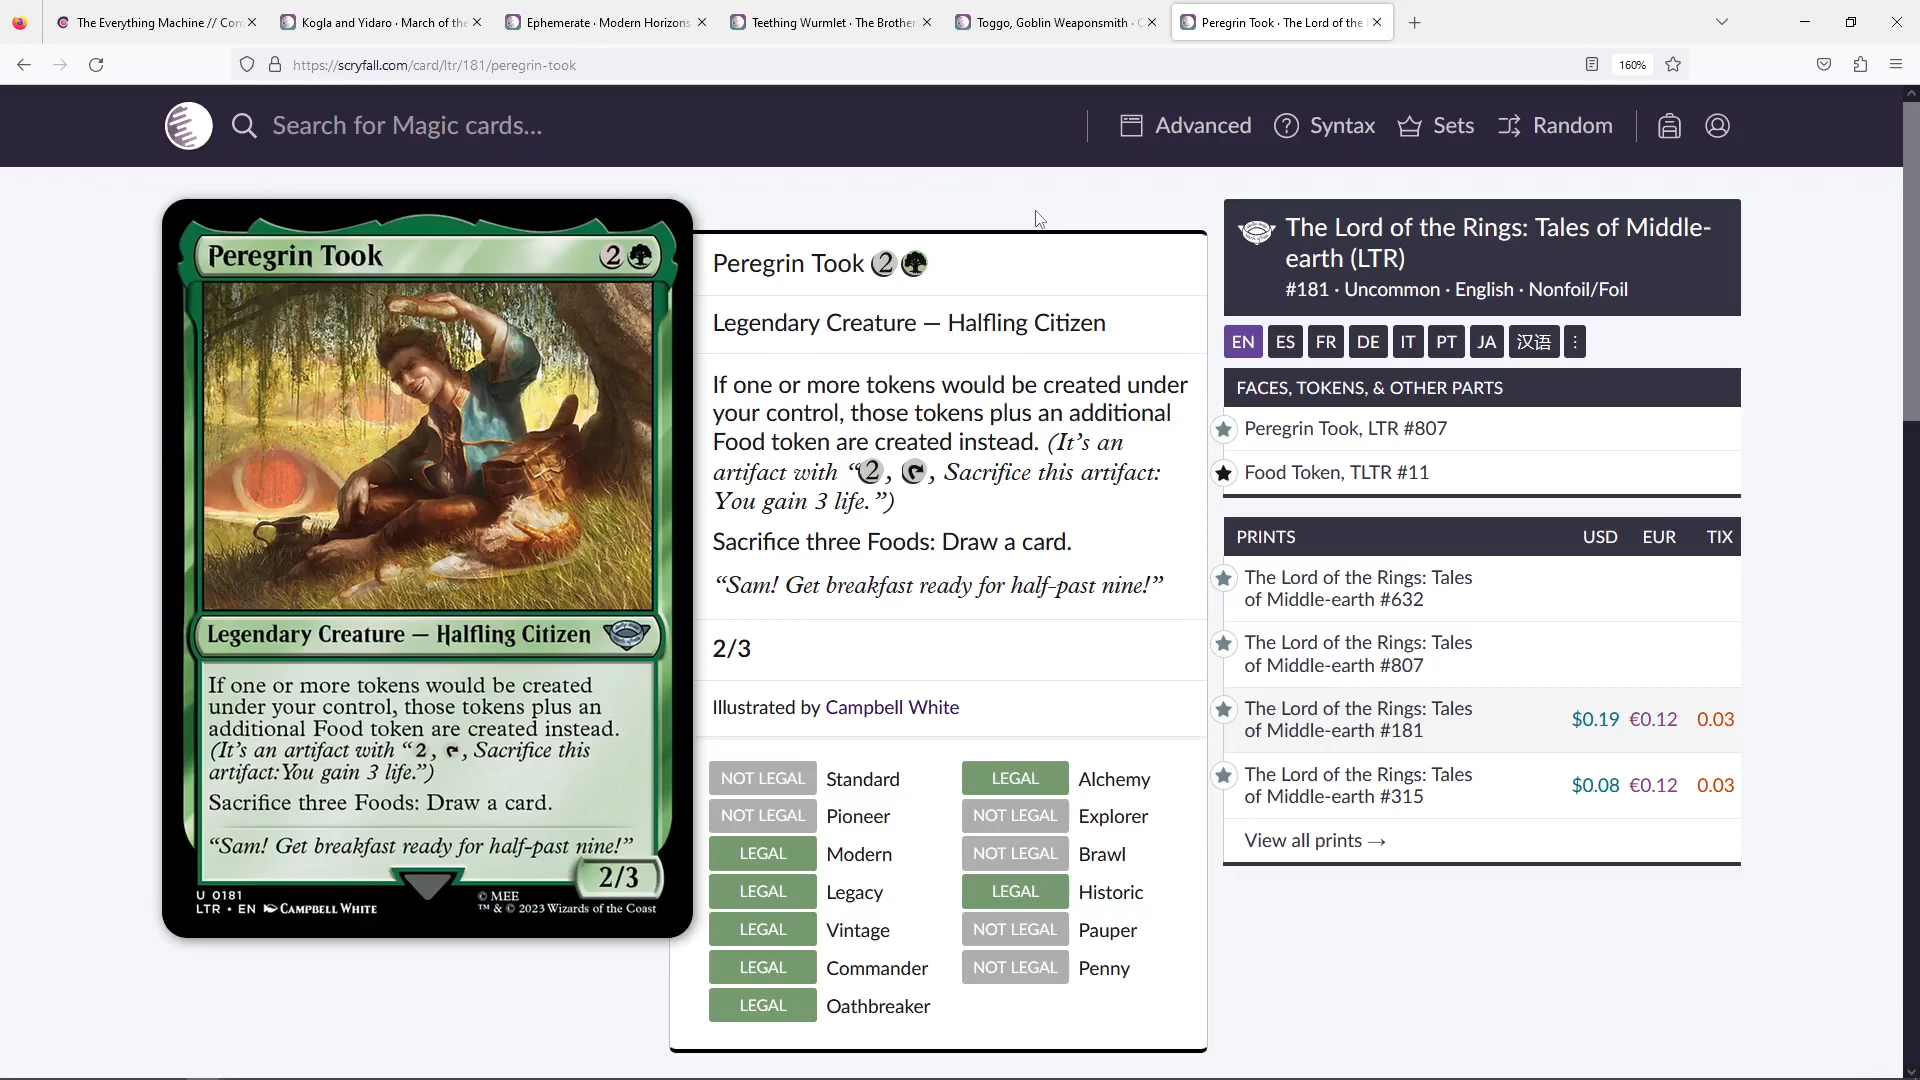 The Everything Machine // Com
Kogla and Yidaro · March of the
Ephemerate · Modern Horizons
Teething Wurmlet · The Brother
Toggo, Goblin Weaponsmith · C
Peregrin Took · The Lord of the
https://scryfall.com/card/ltr/181/peregrin-took
160%
Search for Magic cards...
Advanced
Syntax
Sets
Random
Peregrin Took 2
Legendary Creature — Halfling Citizen
If one or more tokens would be created
under your control, those tokens plus an
additional Food token are created instead.
(It's an artifact with “2, , Sacrifice this
artifact: You gain 3 life.”)
Sacrifice three Foods: Draw a card.
“Sam! Get breakfast ready for half-past nine!”
2/3
U 0181
LTR • EN CAMPBELL WHITE
© MEE
™ & © 2023 Wizards of the Coast
Peregrin Took 2
Legendary Creature — Halfling Citizen
If one or more tokens would be created under
your control, those tokens plus an additional
Food token are created instead. (It’s an
artifact with “2, , Sacrifice this artifact:
You gain 3 life.”)
Sacrifice three Foods: Draw a card.
“Sam! Get breakfast ready for half-past nine!”
2/3
Illustrated by Campbell White
NOT LEGAL Standard LEGAL Alchemy
NOT LEGAL Pioneer NOT LEGAL Explorer
LEGAL Modern NOT LEGAL Brawl
LEGAL Legacy LEGAL Historic
LEGAL Vintage NOT LEGAL Pauper
LEGAL Commander NOT LEGAL Penny
LEGAL Oathbreaker
The Lord of the Rings: Tales of Middle-
earth (LTR)
#181 · Uncommon · English · Nonfoil/Foil
EN ES FR DE IT PT JA 汉语 ⋮
FACES, TOKENS, & OTHER PARTS
Peregrin Took, LTR #807
Food Token, TLTR #11
PRINTS USD EUR TIX
The Lord of the Rings: Tales
of Middle-earth #632
The Lord of the Rings: Tales
of Middle-earth #807
The Lord of the Rings: Tales
of Middle-earth #181 $0.19 €0.12 0.03
The Lord of the Rings: Tales
of Middle-earth #315 $0.08 €0.12 0.03
View all prints →